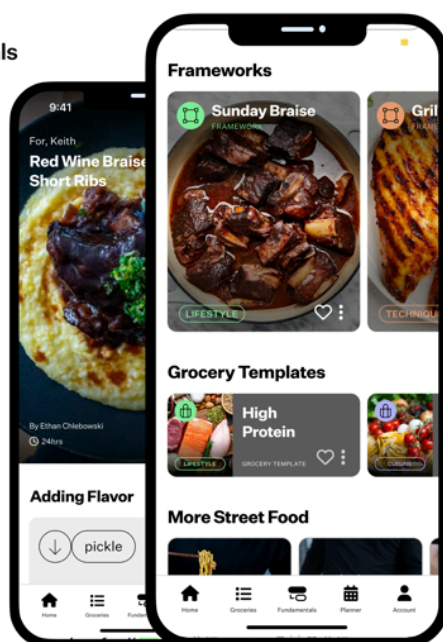 ls
9:41
For, Keith
Red Wine Braise
Short Ribs
By Ethan Chlebowski
24hrs
Adding Flavor
pickle
Home
Groceries
Frameworks
Sunday Braise
FRAMEWORK
LIFESTYLE
Gril
FRAM
TECHNIQU
Grocery Templates
High
Protein
LIFESTYLE
GROCERY TEMPLATE
CUISINE
More Street Food
Home
Groceries
Fundamentals
Planner
Account